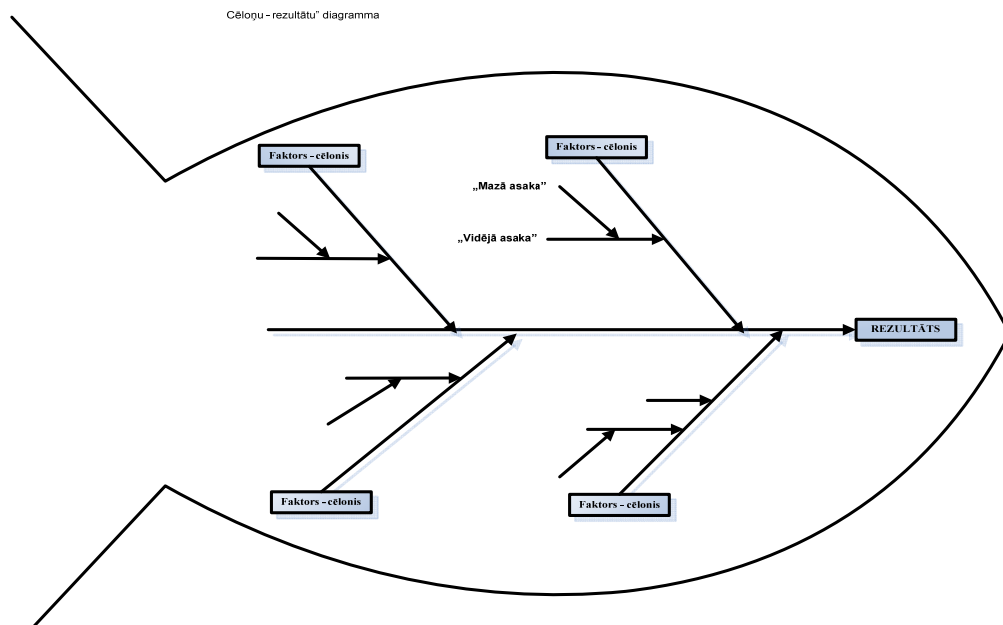 Cēloņu - rezultātu” diagramma
Faktors - cēlonis
Faktors - cēlonis
„Mazā asaka”
„Vidējā asaka”
REZULTĀTS
Faktors - cēlonis
Faktors - cēlonis